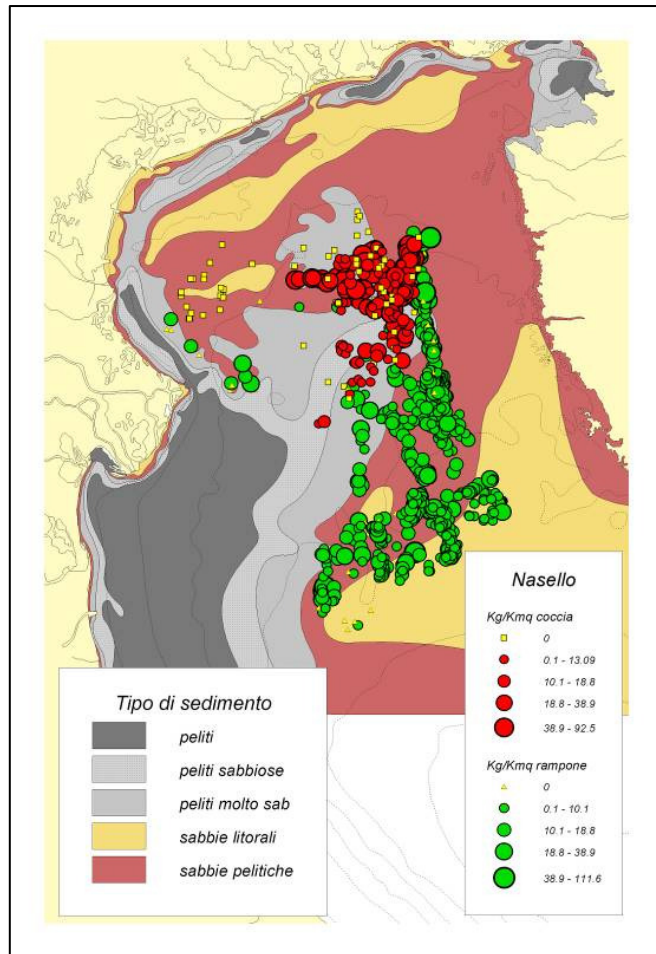 Nasello
Kg/Kmq coccia
0
0.1 - 13.09
10.1 - 18.8
18.8 - 38.9
38.9 - 92.5
Kg/Kmq rampone
0
0.1 - 10.1
10.1 - 18.8
18.8 - 38.9
38.9 - 111.6
Tipo di sedimento
peliti
peliti sabbiose
peliti molto sab
sabbie litorali
sabbie pelitiche